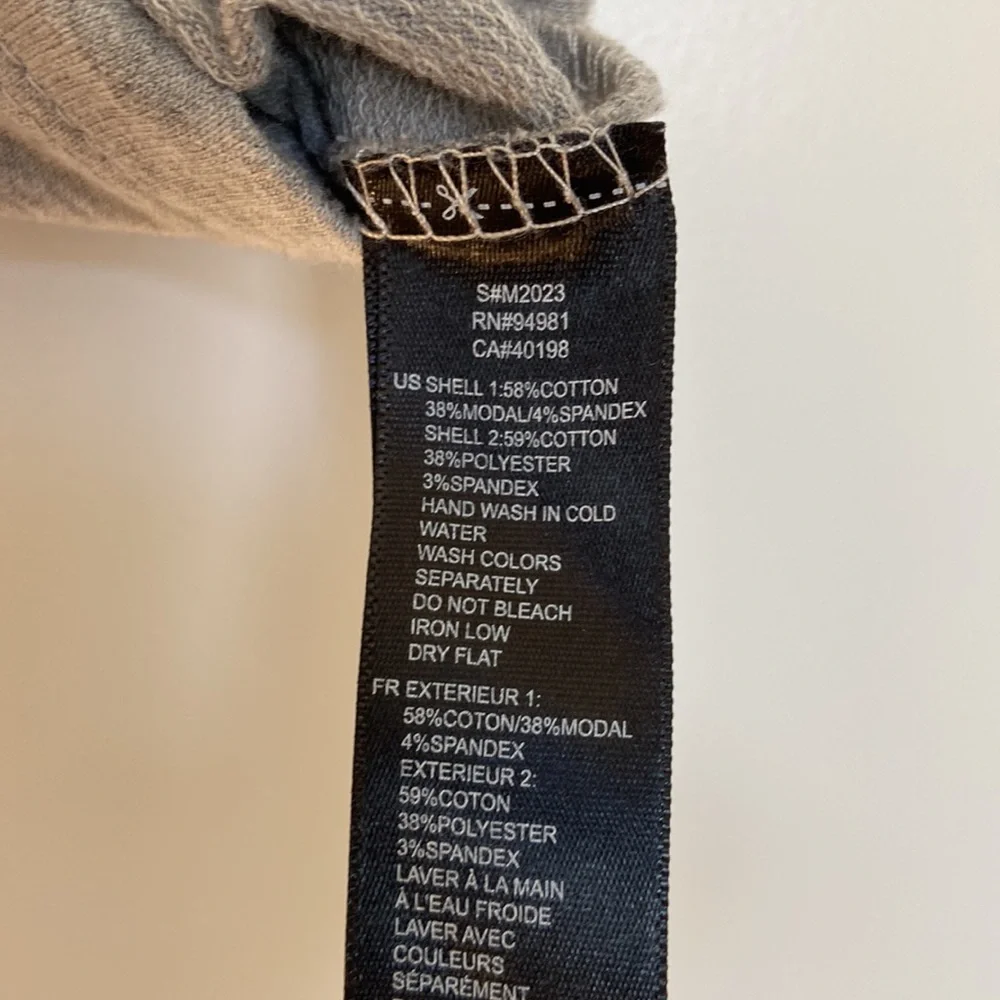 S#M2023
RN#94981
CA#40198
US SHELL 1:58%COTTON
38%MODAL/4%SPANDEX
SHELL 2:59%COTTON
38%POLYESTER
3%SPANDEX
HAND WASH IN COLD
WATER
WASH COLORS
SEPARATELY
DO NOT BLEACH
IRON LOW
DRY FLAT
FR EXTERIEUR 1:
58%COTON/38%MODAL
4%SPANDEX
EXTERIEUR 2:
59%COTON
38%POLYESTER
3%SPANDEX
LAVER À LA MAIN
À L'EAU FROIDE
LAVER AVEC
COULEURS
SÉPARÉMENT